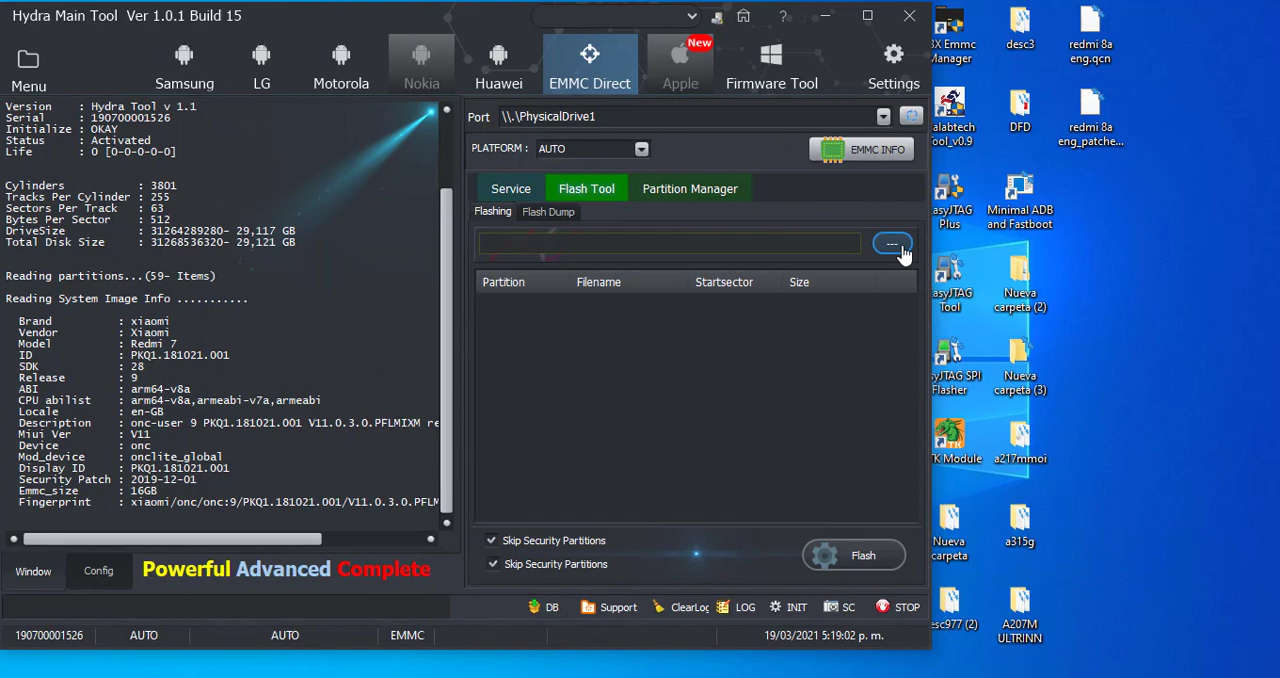 Hydra Main Tool  Ver 1.0.1 Build 15
?
Menu
Samsung
LG
Motorola
Nokia
Huawei
EMMC Direct
New
Apple
Firmware Tool
Settings
Version : Hydra Tool v 1.1
Serial : 190700001526
Initialize : OKAY
Status : Activated
Life : 0 [0-0-0-0-0]
Cylinders : 3801
Tracks Per Cylinder : 255
Sectors Per Track : 63
Bytes Per Sector : 512
DriveSize : 31264289280- 29,117 GB
Total Disk Size : 31268536320- 29,121 GB
Reading partitions...(59- Items)
Reading System Image Info ...........
Brand : xiaomi
Vendor : Xiaomi
Model : Redmi 7
ID : PKQ1.181021.001
SDK : 28
Release : 9
ABI : arm64-v8a
CPU abilist : arm64-v8a,armeabi-v7a,armeabi
Locale : en-GB
Description : onc-user 9 PKQ1.181021.001 V11.0.3.0.PFLMIXM re
Miui Ver : V11
Device : onc
Mod_device : onclite_global
Display ID : PKQ1.181021.001
Security Patch : 2019-12-01
Emmc_size : 16GB
Fingerprint : xiaomi/onc/onc:9/PKQ1.181021.001/V11.0.3.0.PFLM
Window
Config
Powerful Advanced Complete
Port
\\.\PhysicalDrive1
PLATFORM :
AUTO
EMMC INFO
Service
Flash Tool
Partition Manager
Flashing
Flash Dump
---
Partition
Filename
Startsector
Size
Skip Security Partitions
Skip Security Partitions
Flash
DB
Support
ClearLog
LOG
INIT
SC
STOP
190700001526
AUTO
AUTO
EMMC
19/03/2021 5:19:02 p. m.
3X Emmc
Manager
desc3
redmi 8a
eng.qcn
alabtech
Tool_v0.9
DFD
redmi 8a
eng_patche...
asyJTAG
Plus
Minimal ADB
and Fastboot
asyJTAG
Tool
Nueva
carpeta (2)
syJTAG SPI
Flasher
Nueva
carpeta (3)
TK Module
a217mmoi
Nueva
carpeta
a315g
esc977 (2)
A207M
ULTRINN